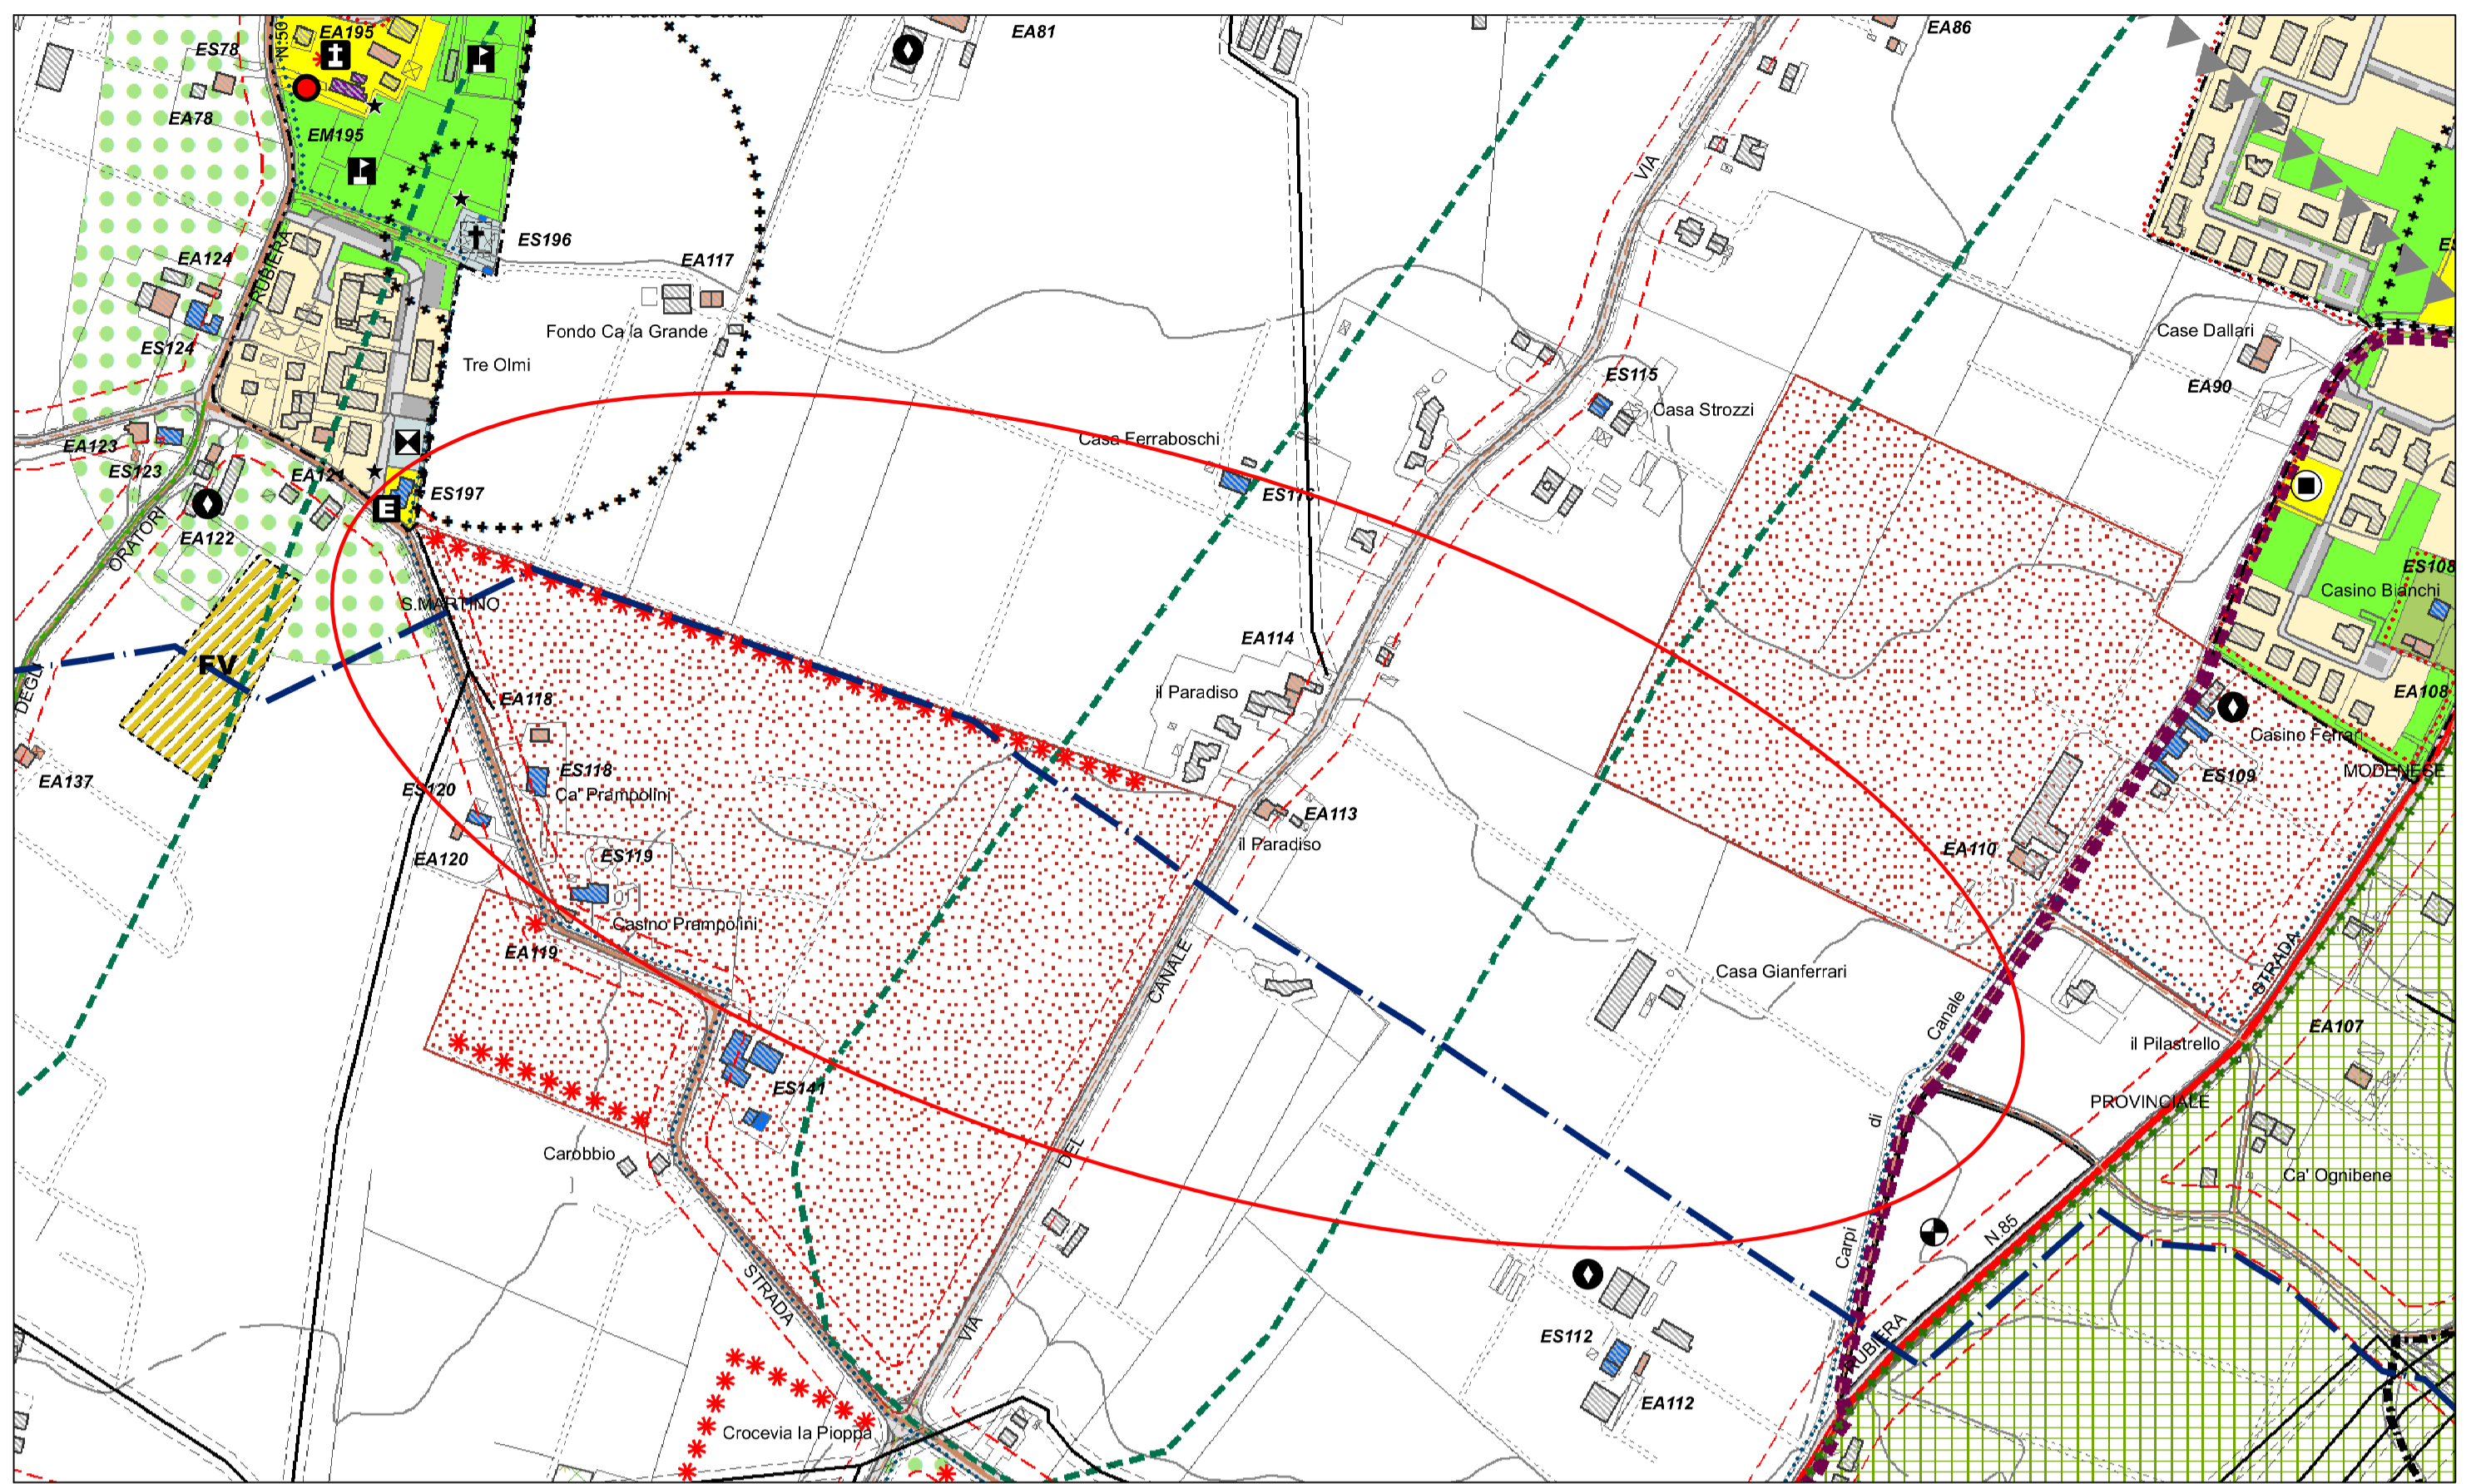 EA195
N.50
ES78
EA81
EA86
EA78
EM195
VIA
ES196
EA124
RUBIERA
EA117
Fondo Ca la Grande
Case Dallari
ES124
Tre Olmi
ES115
EA90
Casa Strozzi
Casa Ferraboschi
EA123
ES123
EA121
ES197
E
ORATORI
EA122
ES108
Casino Bianchi
S.MARTINO
EA114
FV
DEGLI
EA118
il Paradiso
EA108
Casino Ferrari
ES118
Ca' Prampolini
ES109
MODENESE
EA137
ES120
EA113
il Paradiso
EA120
ES119
EA110
Casino Prampolini
EA119
CANALE
Casa Gianferrari
STRADA
Canale
EA107
il Pilastrello
ES141
PROVINCIALE
di
Carobbio
DEL
Ca' Ognibene
N.85
Carpi
STRADA
VIA
ES112
RUBIERA
EA112
Crocevia la Pioppa